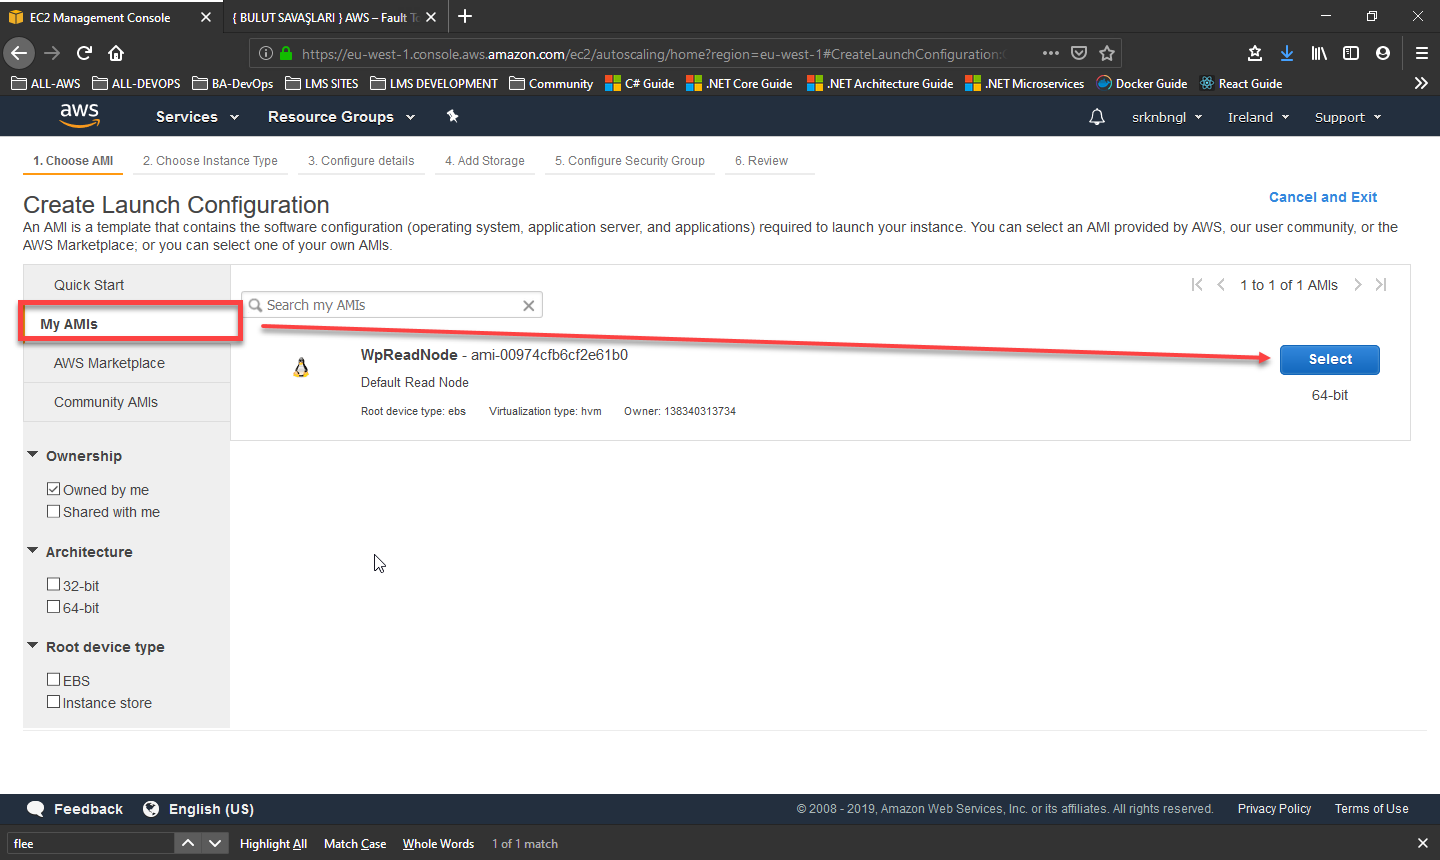 EC2 Management Console
{ BULUT SAVAŞLARI } AWS – Fault To
https://eu-west-1.console.aws.amazon.com/ec2/autoscaling/home?region=eu-west-1#CreateLaunchConfiguration:
ALL-AWS ALL-DEVOPS BA-DevOps LMS SITES LMS DEVELOPMENT Community C# Guide .NET Core Guide .NET Architecture Guide .NET Microservices Docker Guide React Guide
aws Services Resource Groups srknbngl Ireland Support
1. Choose AMI 2. Choose Instance Type 3. Configure details 4. Add Storage 5. Configure Security Group 6. Review
Create Launch Configuration
Cancel and Exit
An AMI is a template that contains the software configuration (operating system, application server, and applications) required to launch your instance. You can select an AMI provided by AWS, our user community, or the
AWS Marketplace; or you can select one of your own AMIs.
Quick Start
My AMIs
AWS Marketplace
Community AMIs
Ownership
Owned by me
Shared with me
Architecture
32-bit
64-bit
Root device type
EBS
Instance store
Search my AMIs
1 to 1 of 1 AMIs
WpReadNode - ami-00974cfb6cf2e61b0
Default Read Node
Root device type: ebs Virtualization type: hvm Owner: 138340313734
Select
64-bit
Feedback English (US) © 2008 - 2019, Amazon Web Services, Inc. or its affiliates. All rights reserved. Privacy Policy Terms of Use
flee Highlight All Match Case Whole Words 1 of 1 match